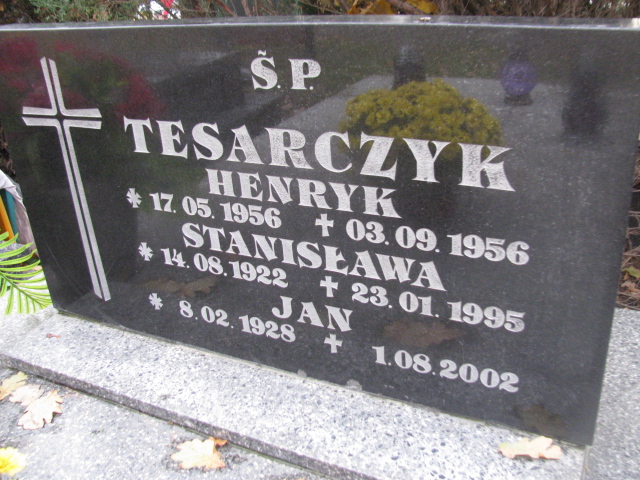 Ś.P.
TESARCZYK
HENRYK
* 17.05.1956 ✝ 03.09.1956
STANISŁAWA
* 14.08.1922 ✝ 23.01.1995
JAN
* 8.02.1928 ✝ 1.08.2002